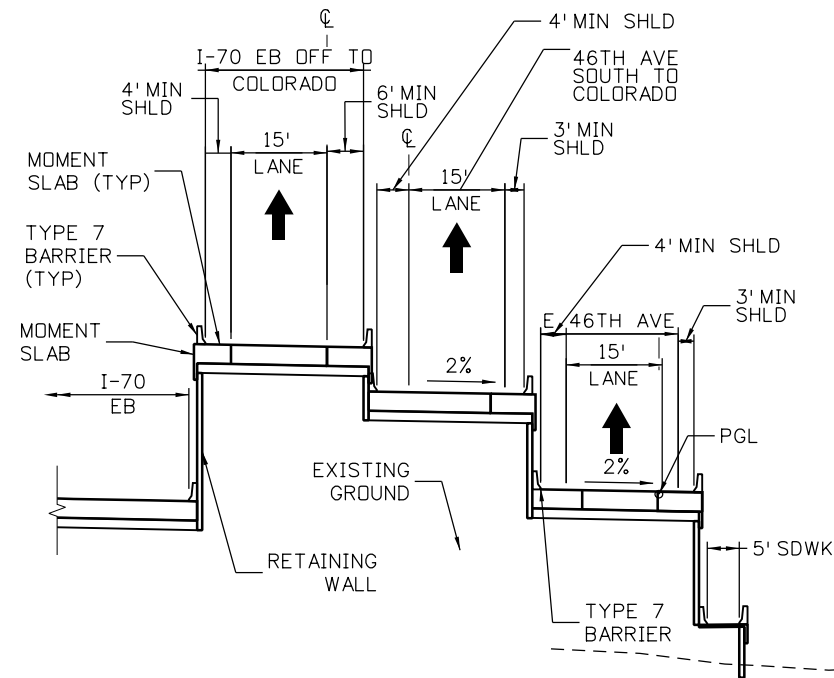 ℄
I-70 EB OFF TO
COLORADO
4' MIN
SHLD
6' MIN
SHLD
15'
LANE
4' MIN SHLD
46TH AVE
SOUTH TO
COLORADO
℄
3' MIN
SHLD
15'
LANE
MOMENT
SLAB (TYP)
TYPE 7
BARRIER
(TYP)
MOMENT
SLAB
I-70
EB
2%
4' MIN SHLD
3' MIN
SHLD
E 46TH AVE
15'
LANE
2%
PGL
EXISTING
GROUND
RETAINING
WALL
5' SDWK
TYPE 7
BARRIER